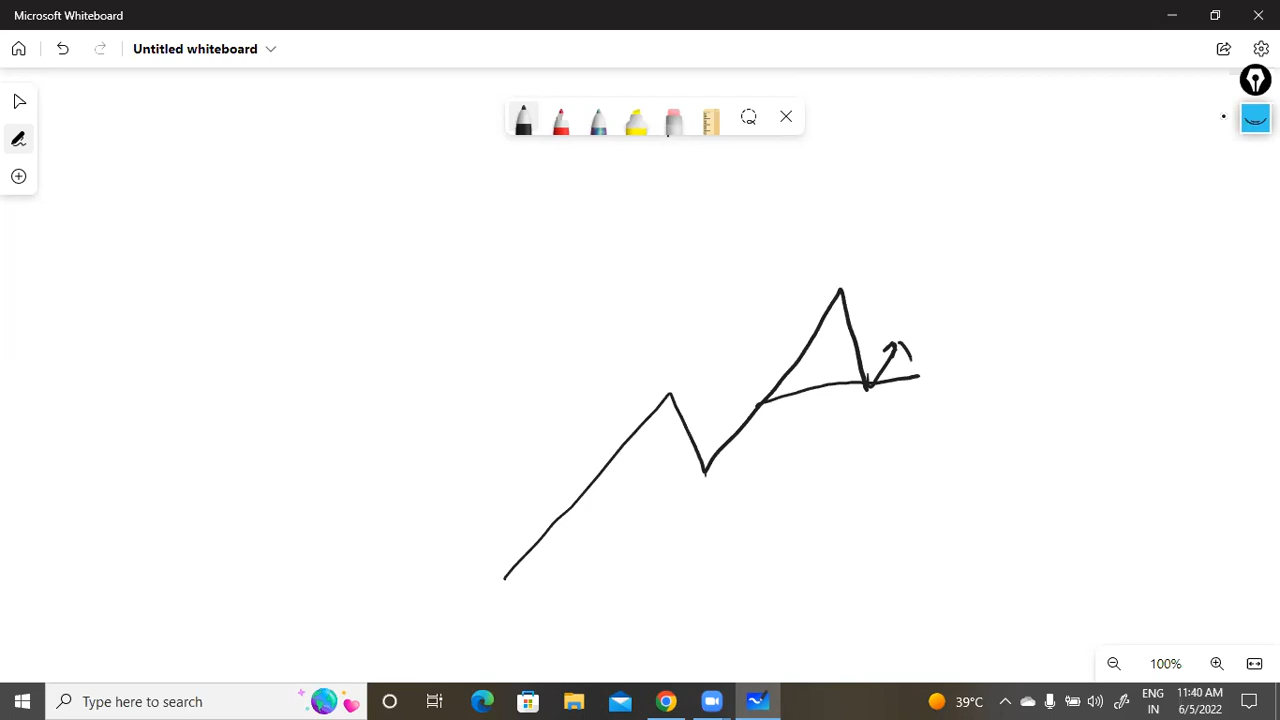 Microsoft Whiteboard
Untitled whiteboard
100%
Type here to search
39°C
ENG
IN
11:40 AM
6/5/2022